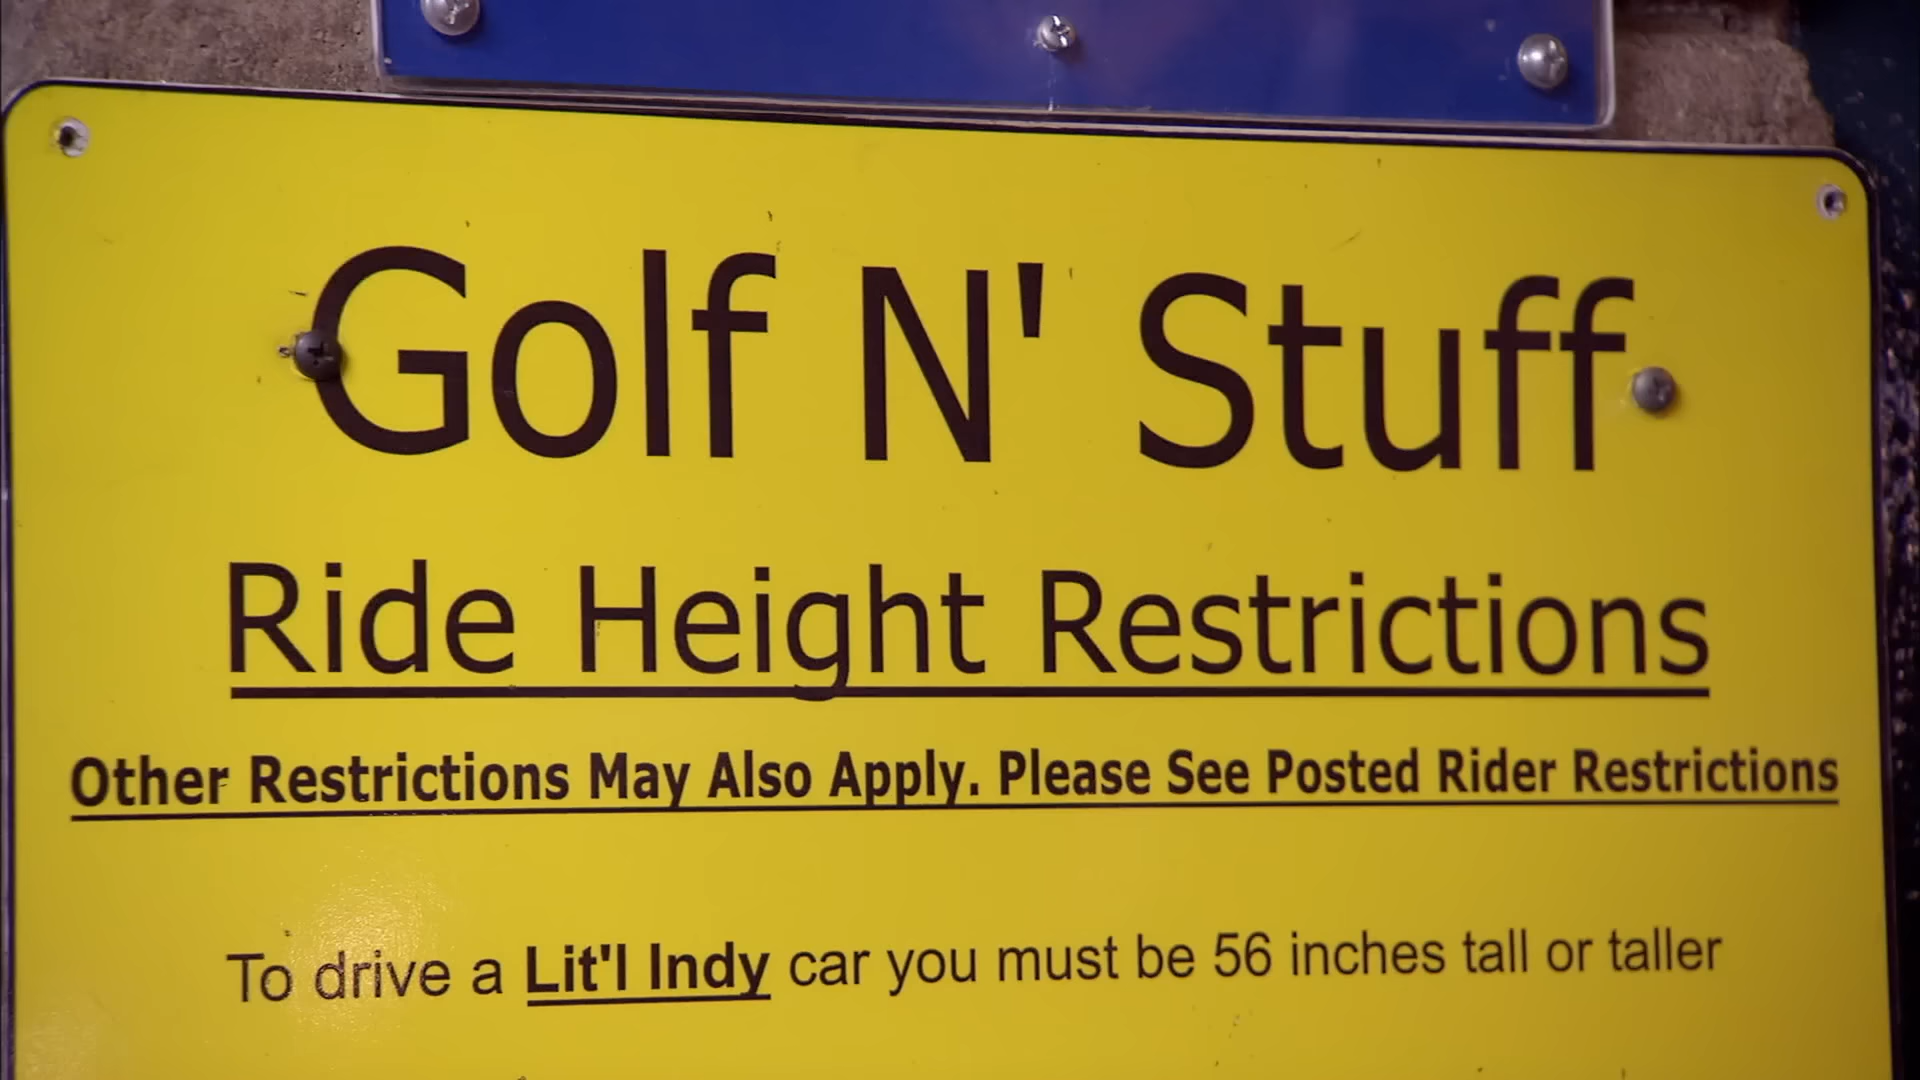 Golf N' Stuff
Ride Height Restrictions
Other Restrictions May Also Apply. Please See Posted Rider Restrictions
To drive a Lit'l Indy car you must be 56 inches tall or taller